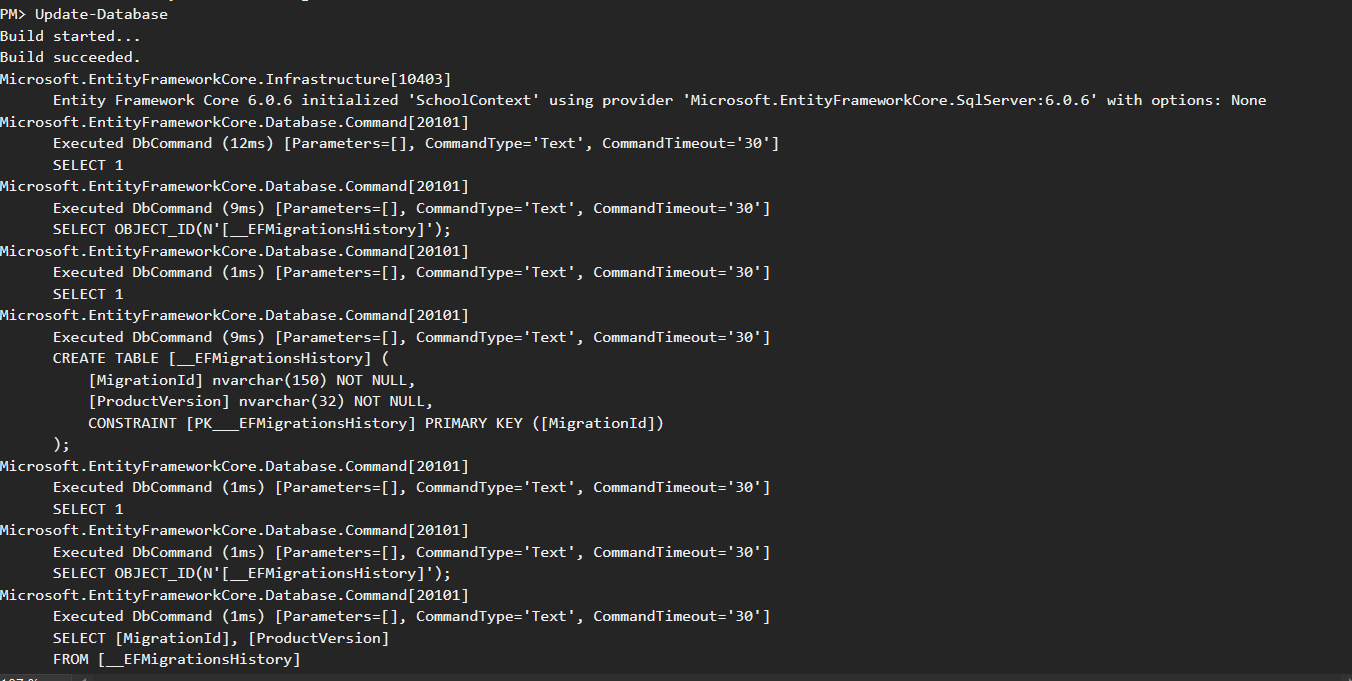 PM> Update-Database
Build started...
Build succeeded.
Microsoft.EntityFrameworkCore.Infrastructure[10403]
      Entity Framework Core 6.0.6 initialized 'SchoolContext' using provider 'Microsoft.EntityFrameworkCore.SqlServer:6.0.6' with options: None
Microsoft.EntityFrameworkCore.Database.Command[20101]
      Executed DbCommand (12ms) [Parameters=[], CommandType='Text', CommandTimeout='30']
      SELECT 1
Microsoft.EntityFrameworkCore.Database.Command[20101]
      Executed DbCommand (9ms) [Parameters=[], CommandType='Text', CommandTimeout='30']
      SELECT OBJECT_ID(N'[__EFMigrationsHistory]');
Microsoft.EntityFrameworkCore.Database.Command[20101]
      Executed DbCommand (1ms) [Parameters=[], CommandType='Text', CommandTimeout='30']
      SELECT 1
Microsoft.EntityFrameworkCore.Database.Command[20101]
      Executed DbCommand (9ms) [Parameters=[], CommandType='Text', CommandTimeout='30']
      CREATE TABLE [__EFMigrationsHistory] (
          [MigrationId] nvarchar(150) NOT NULL,
          [ProductVersion] nvarchar(32) NOT NULL,
          CONSTRAINT [PK___EFMigrationsHistory] PRIMARY KEY ([MigrationId])
      );
Microsoft.EntityFrameworkCore.Database.Command[20101]
      Executed DbCommand (1ms) [Parameters=[], CommandType='Text', CommandTimeout='30']
      SELECT 1
Microsoft.EntityFrameworkCore.Database.Command[20101]
      Executed DbCommand (1ms) [Parameters=[], CommandType='Text', CommandTimeout='30']
      SELECT OBJECT_ID(N'[__EFMigrationsHistory]');
Microsoft.EntityFrameworkCore.Database.Command[20101]
      Executed DbCommand (1ms) [Parameters=[], CommandType='Text', CommandTimeout='30']
      SELECT [MigrationId], [ProductVersion]
      FROM [__EFMigrationsHistory]